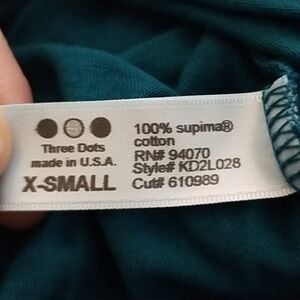 Three Dots
made in U.S.A.
X-SMALL
100% supima®
cotton
RN# 94070
Style# KD2L028
Cut# 610989